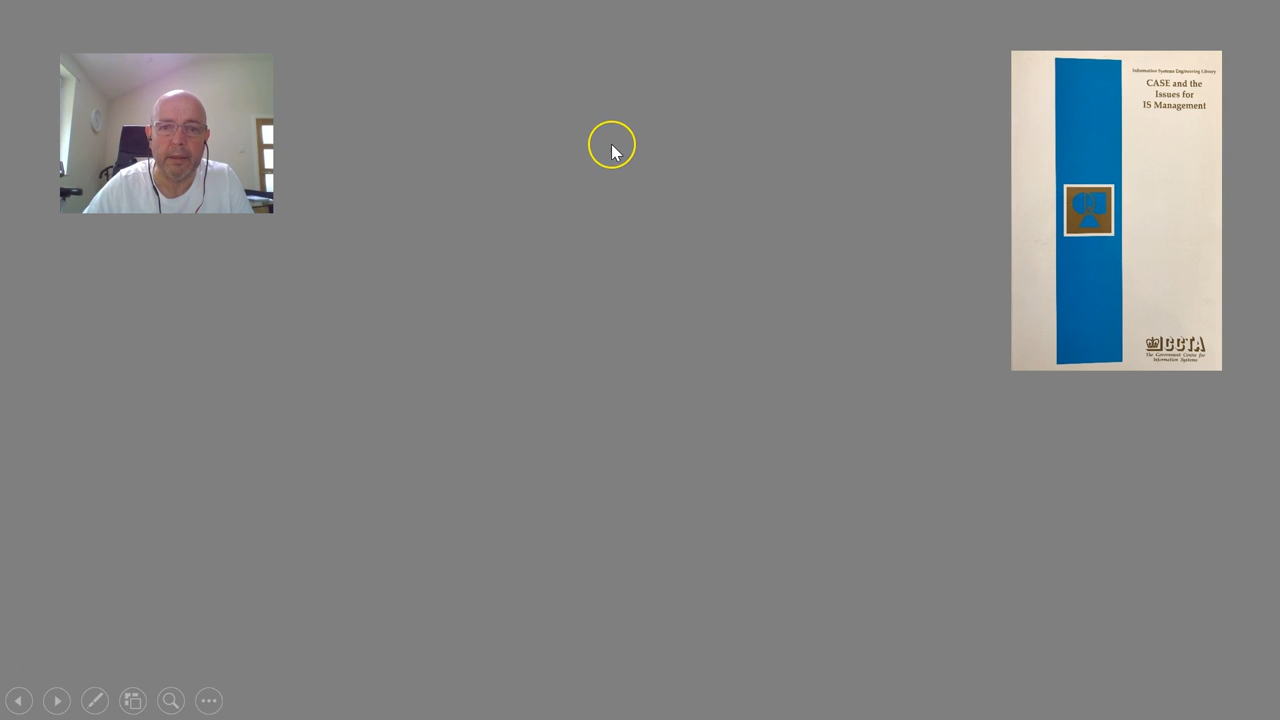 Information Systems Engineering Library
CASE and the
Issues for
IS Management
CCTA
The Government Centre for
Information Systems